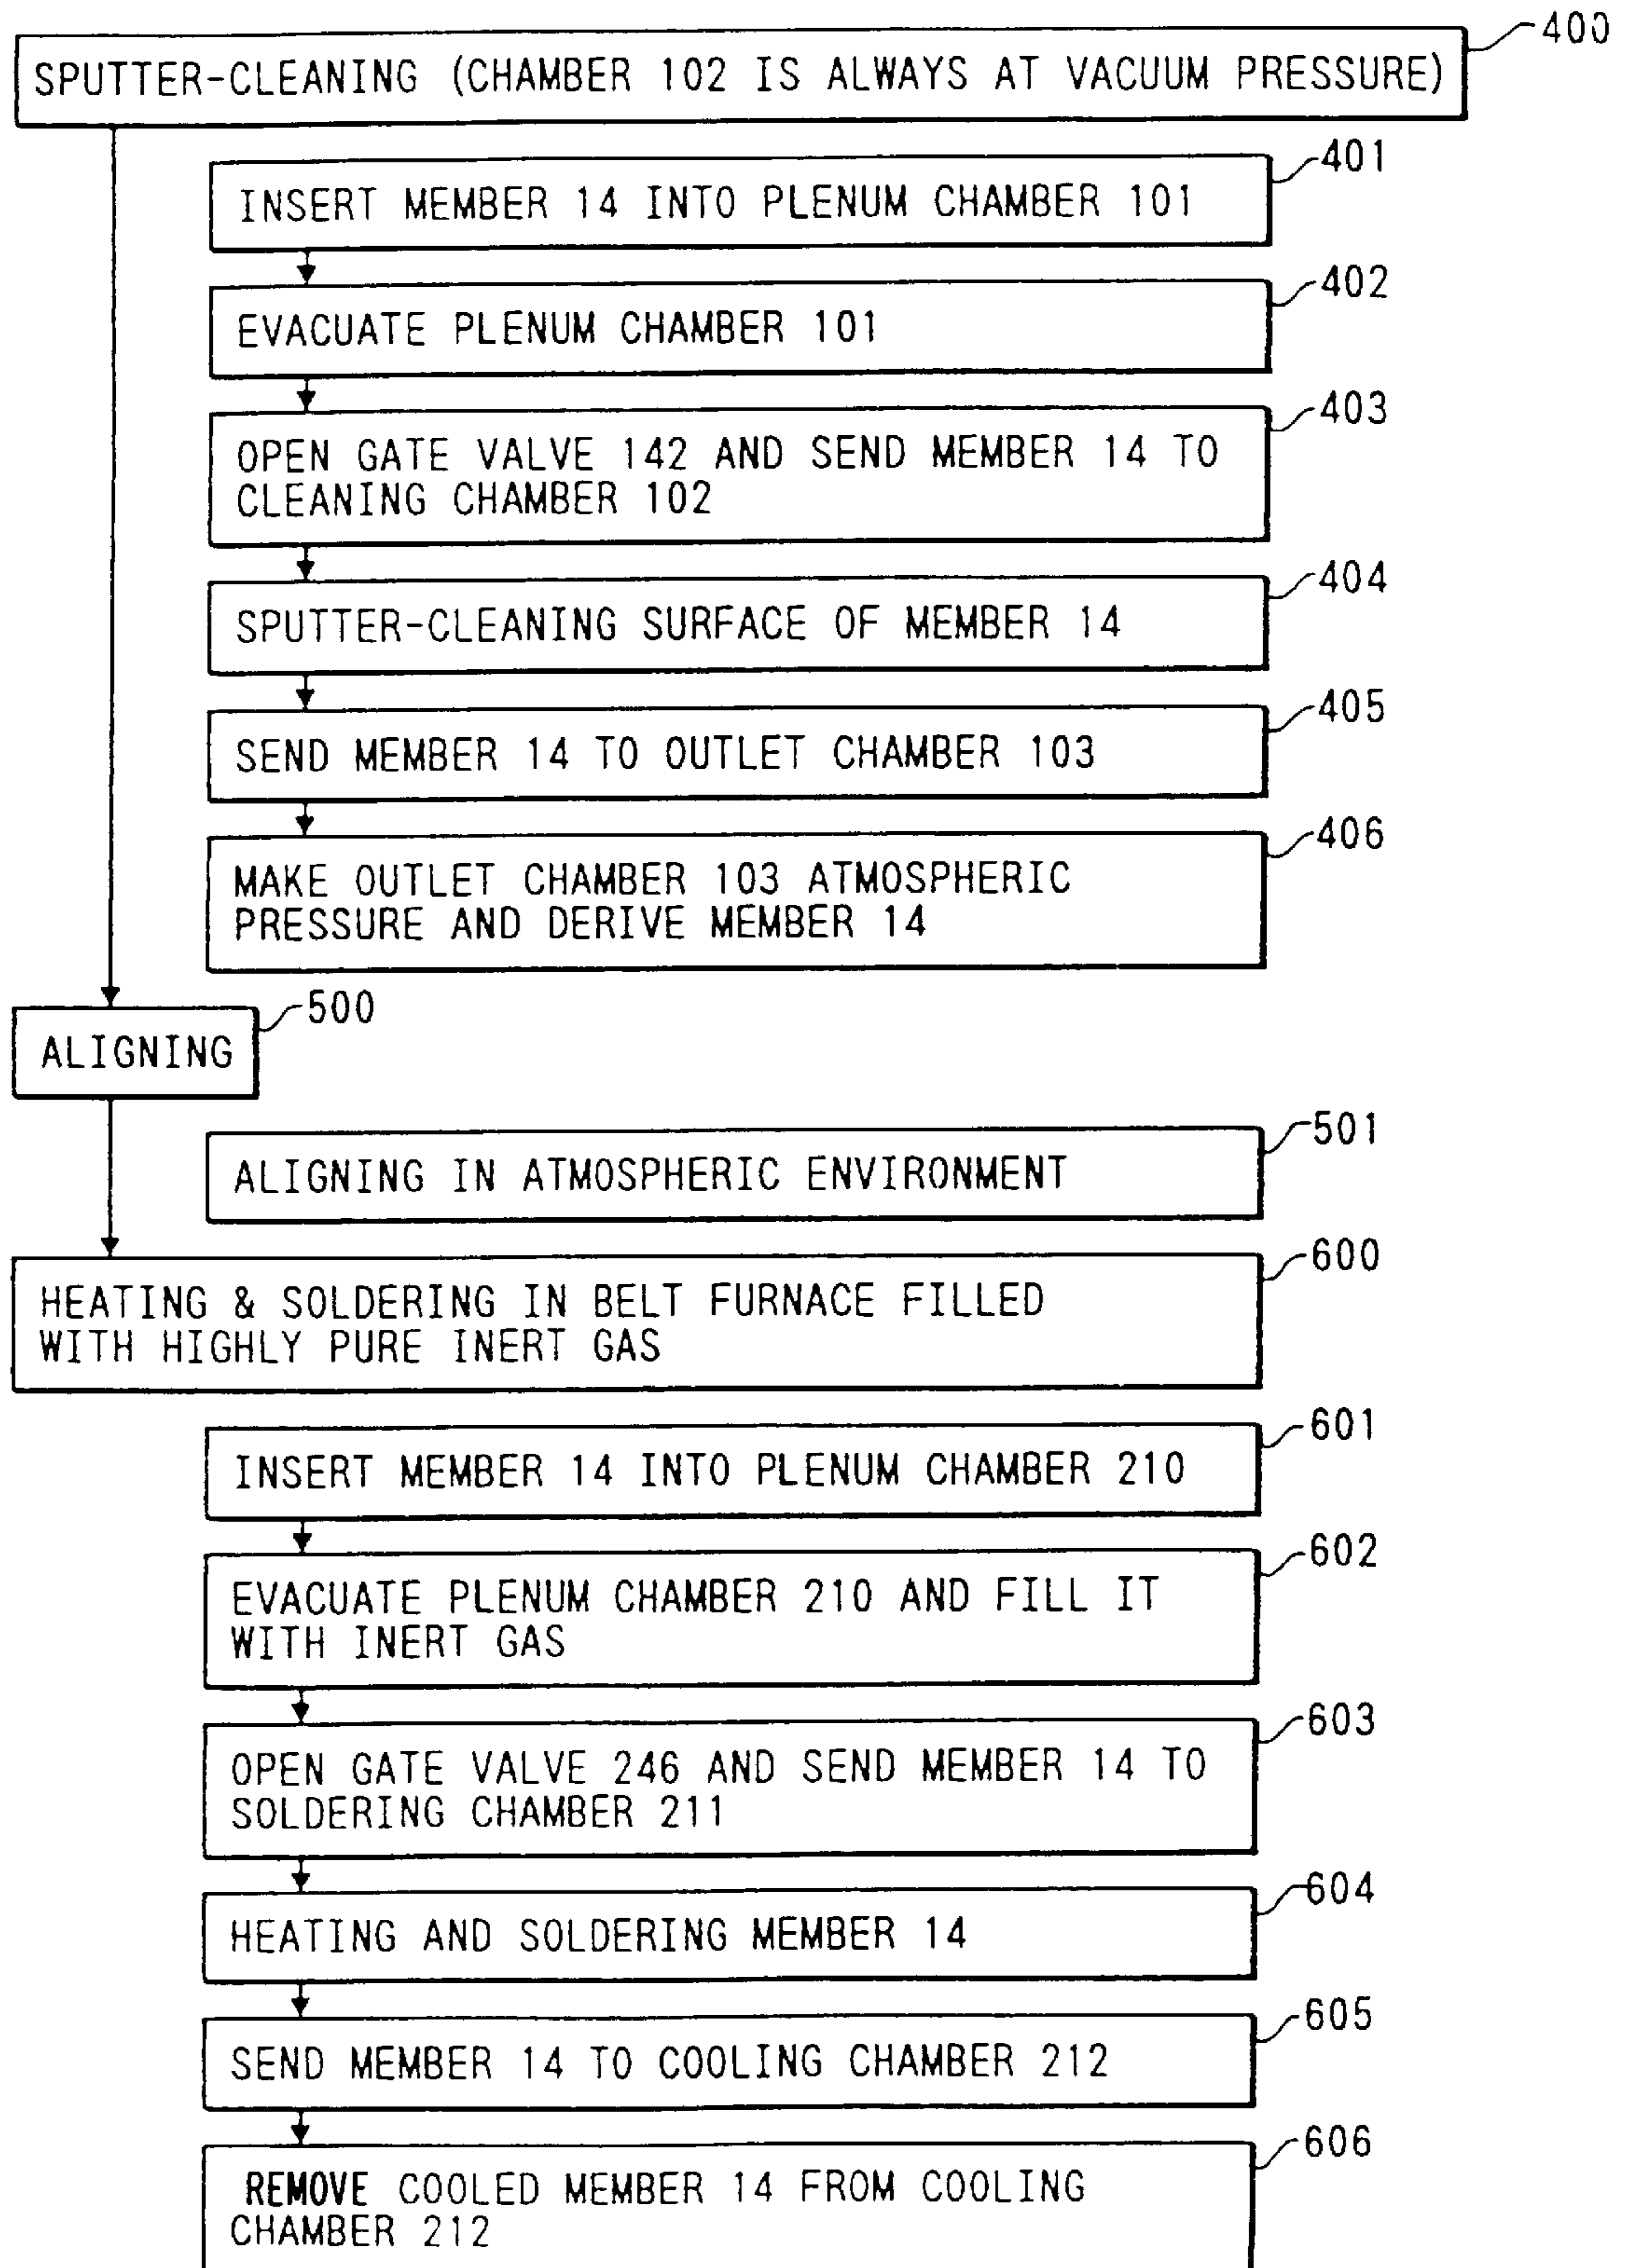 400
SPUTTER-CLEANING (CHAMBER 102 IS ALWAYS AT VACUUM PRESSURE)
401
INSERT MEMBER 14 INTO PLENUM CHAMBER 101
402
EVACUATE PLENUM CHAMBER 101
403
OPEN GATE VALVE 142 AND SEND MEMBER 14 TO
CLEANING CHAMBER 102
404
SPUTTER-CLEANING SURFACE OF MEMBER 14
405
SEND MEMBER 14 TO OUTLET CHAMBER 103
406
MAKE OUTLET CHAMBER 103 ATMOSPHERIC
PRESSURE AND DERIVE MEMBER 14
500
ALIGNING
501
ALIGNING IN ATMOSPHERIC ENVIRONMENT
600
HEATING & SOLDERING IN BELT FURNACE FILLED
WITH HIGHLY PURE INERT GAS
601
INSERT MEMBER 14 INTO PLENUM CHAMBER 210
602
EVACUATE PLENUM CHAMBER 210 AND FILL IT
WITH INERT GAS
603
OPEN GATE VALVE 246 AND SEND MEMBER 14 TO
SOLDERING CHAMBER 211
604
HEATING AND SOLDERING MEMBER 14
605
SEND MEMBER 14 TO COOLING CHAMBER 212
606
REMOVE COOLED MEMBER 14 FROM COOLING
CHAMBER 212